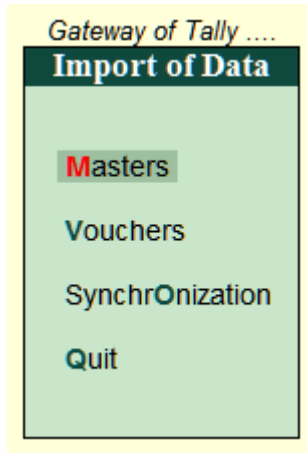 Gateway of Tally ....
Import of Data
Masters
Vouchers
SynchrOnization
Quit